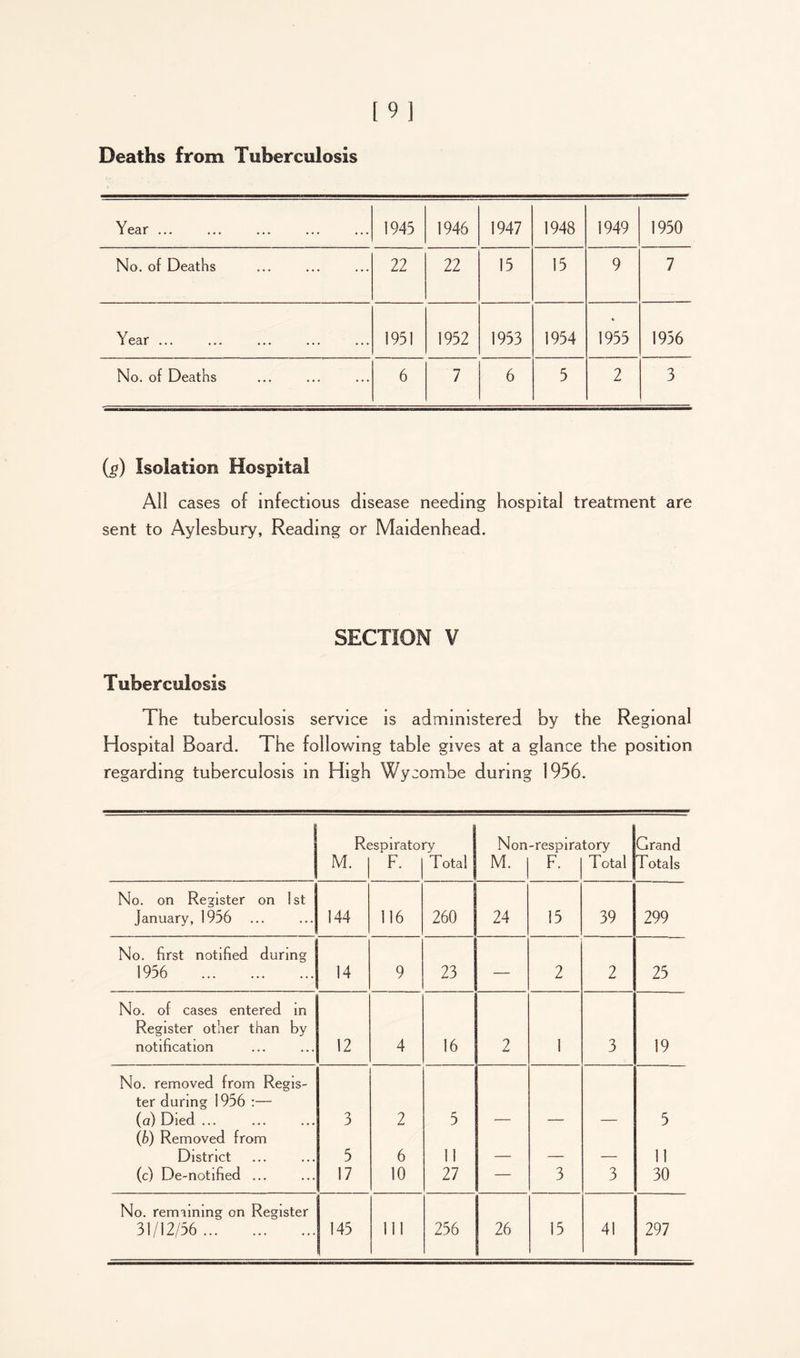 [ 9 ]
Deaths from Tuberculosis
Year ... ... ... ... ... 1945 1946 1947 1948 1949 1950
No. of Deaths ... ... ... 22 22 15 15 9 7
Year ... ... ... ... ... 1951 1952 1953 1954 1955 1956
No. of Deaths ... ... ... 6 7 6 5 2 3
(g) Isolation Hospital
All cases of infectious disease needing hospital treatment are
sent to Aylesbury, Reading or Maidenhead.
SECTION V
Tuberculosis
The tuberculosis service is administered by the Regional
Hospital Board. The following table gives at a glance the position
regarding tuberculosis in High Wycombe during 1956.
Respiratory Non-respiratory Grand
M. F. Total M. F. Total Totals
No. on Register on 1st
January, 1956 ... ... 144 116 260 24 15 39 299
No. first notified during
1956 ... ... ... 14 9 23 — 2 2 25
No. of cases entered in
Register other than by
notification ... ... 12 4 16 2 1 3 19
No. removed from Regis-
ter during 1956 :—
(a) Died ... ... ... 3 2 5 — — — 5
(b) Removed from
District ... ... 5 6 11 — — — 11
(c) De-notified ... ... 17 10 27 — 3 3 30
No. remaining on Register
31/12/56 ... ... ... 145 111 256 26 15 41 297